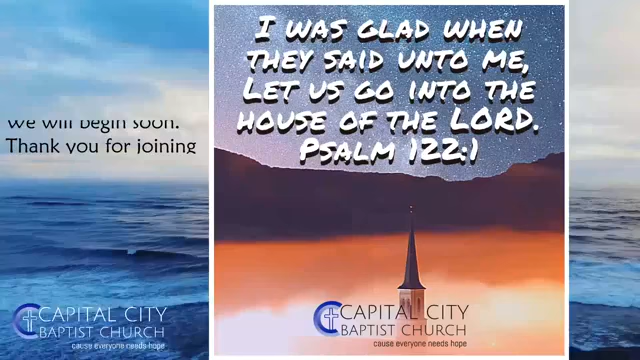 We will begin soon.
Thank you for joining
CAPITAL CITY
BAPTIST CHURCH
cause everyone needs hope
I WAS GLAD WHEN
THEY SAID UNTO ME,
LET US GO INTO THE
HOUSE OF THE LORD.
PSALM 122:1
CAPITAL CITY
BAPTIST CHURCH
cause everyone needs hope